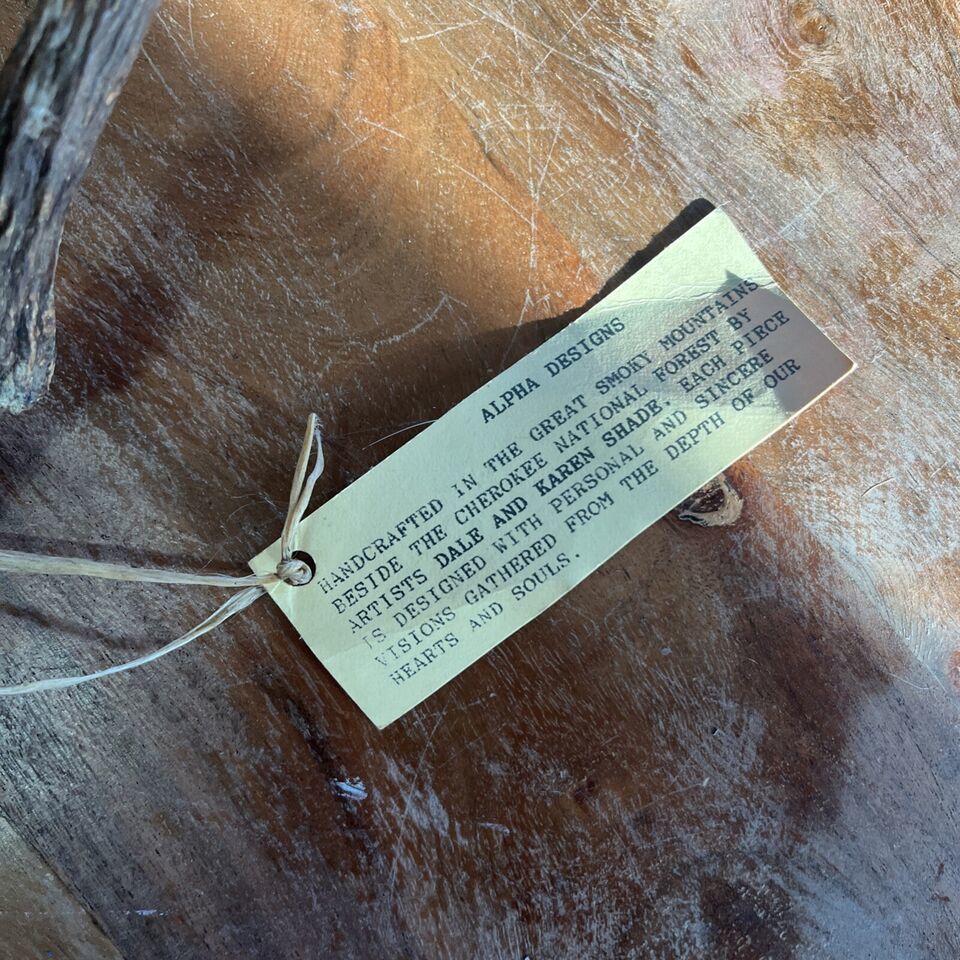 ALPHA DESIGNS
HANDCRAFTED IN THE GREAT SMOKY MOUNTAINS
BESIDE THE CHEROKEE NATIONAL FOREST BY
ARTISTS DALE AND KAREN SHADE. EACH PIECE
IS DESIGNED WITH PERSONAL AND SINCERE
VISIONS GATHERED FROM THE DEPTH OF OUR
HEARTS AND SOULS.